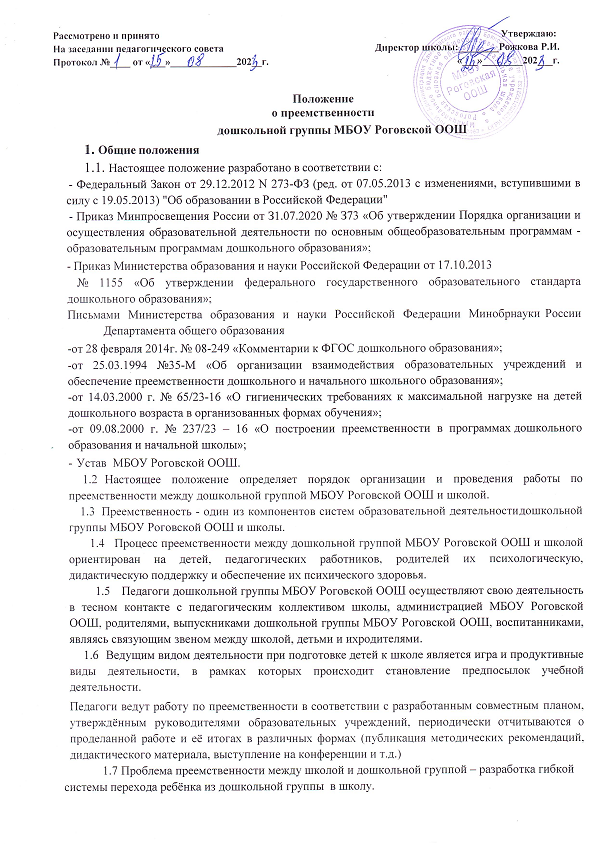 Рассмотрено и принято
Утверждаю:
На заседании педагогического совета
Директор школы: Рожкова Р.И.
Протокол № 1 от «15» 08 2023 г.
«15» 08 2023 г.
МБОУ Роговская ООШ
Положение
о преемственности
дошкольной группы МБОУ Роговской ООШ
1. Общие положения
1.1. Настоящее положение разработано в соответствии с:
- Федеральный Закон от 29.12.2012 N 273-ФЗ (ред. от 07.05.2013 с изменениями, вступившими в
силу с 19.05.2013) "Об образовании в Российской Федерации"
- Приказ Минпросвещения России от 31.07.2020 № 373 «Об утверждении Порядка организации и
осуществления образовательной деятельности по основным общеобразовательным программам -
образовательным программам дошкольного образования»;
- Приказ Министерства образования и науки Российской Федерации от 17.10.2013
№ 1155 «Об утверждении федерального государственного образовательного стандарта
дошкольного образования»;
Письмами Министерства образования и науки Российской Федерации Минобрнауки России
Департамента общего образования
-от 28 февраля 2014г. № 08-249 «Комментарии к ФГОС дошкольного образования»;
-от 25.03.1994 №35-М «Об организации взаимодействия образовательных учреждений и
обеспечение преемственности дошкольного и начального школьного образования»;
-от 14.03.2000 г. № 65/23-16 «О гигиенических требованиях к максимальной нагрузке на детей
дошкольного возраста в организованных формах обучения»;
-от 09.08.2000 г. № 237/23 – 16 «О построении преемственности в программах дошкольного
образования и начальной школы»;
- Устав МБОУ Роговской ООШ.
1.2 Настоящее положение определяет порядок организации и проведения работы по
преемственности между дошкольной группой МБОУ Роговской ООШ и школой.
1.3 Преемственность - один из компонентов систем образовательной деятельностидошкольной
группы МБОУ Роговской ООШ и школы.
1.4 Процесс преемственности между дошкольной группой МБОУ Роговской ООШ и школой
ориентирован на детей, педагогических работников, родителей их психологическую,
дидактическую поддержку и обеспечение их психического здоровья.
1.5 Педагоги дошкольной группы МБОУ Роговской ООШ осуществляют свою деятельность
в тесном контакте с педагогическим коллективом школы, администрацией МБОУ Роговской
ООШ, родителями, выпускниками дошкольной группы МБОУ Роговской ООШ, воспитанниками,
являясь связующим звеном между школой, детьми и ихродителями.
1.6 Ведущим видом деятельности при подготовке детей к школе является игра и продуктивные
виды деятельности, в рамках которых происходит становление предпосылок учебной
деятельности.
Педагоги ведут работу по преемственности в соответствии с разработанным совместным планом,
утверждённым руководителями образовательных учреждений, периодически отчитываются о
проделанной работе и её итогах в различных формах (публикация методических рекомендаций,
дидактического материала, выступление на конференции и т.д.)
1.7 Проблема преемственности между школой и дошкольной группой – разработка гибкой
системы перехода ребёнка из дошкольной группы в школу.